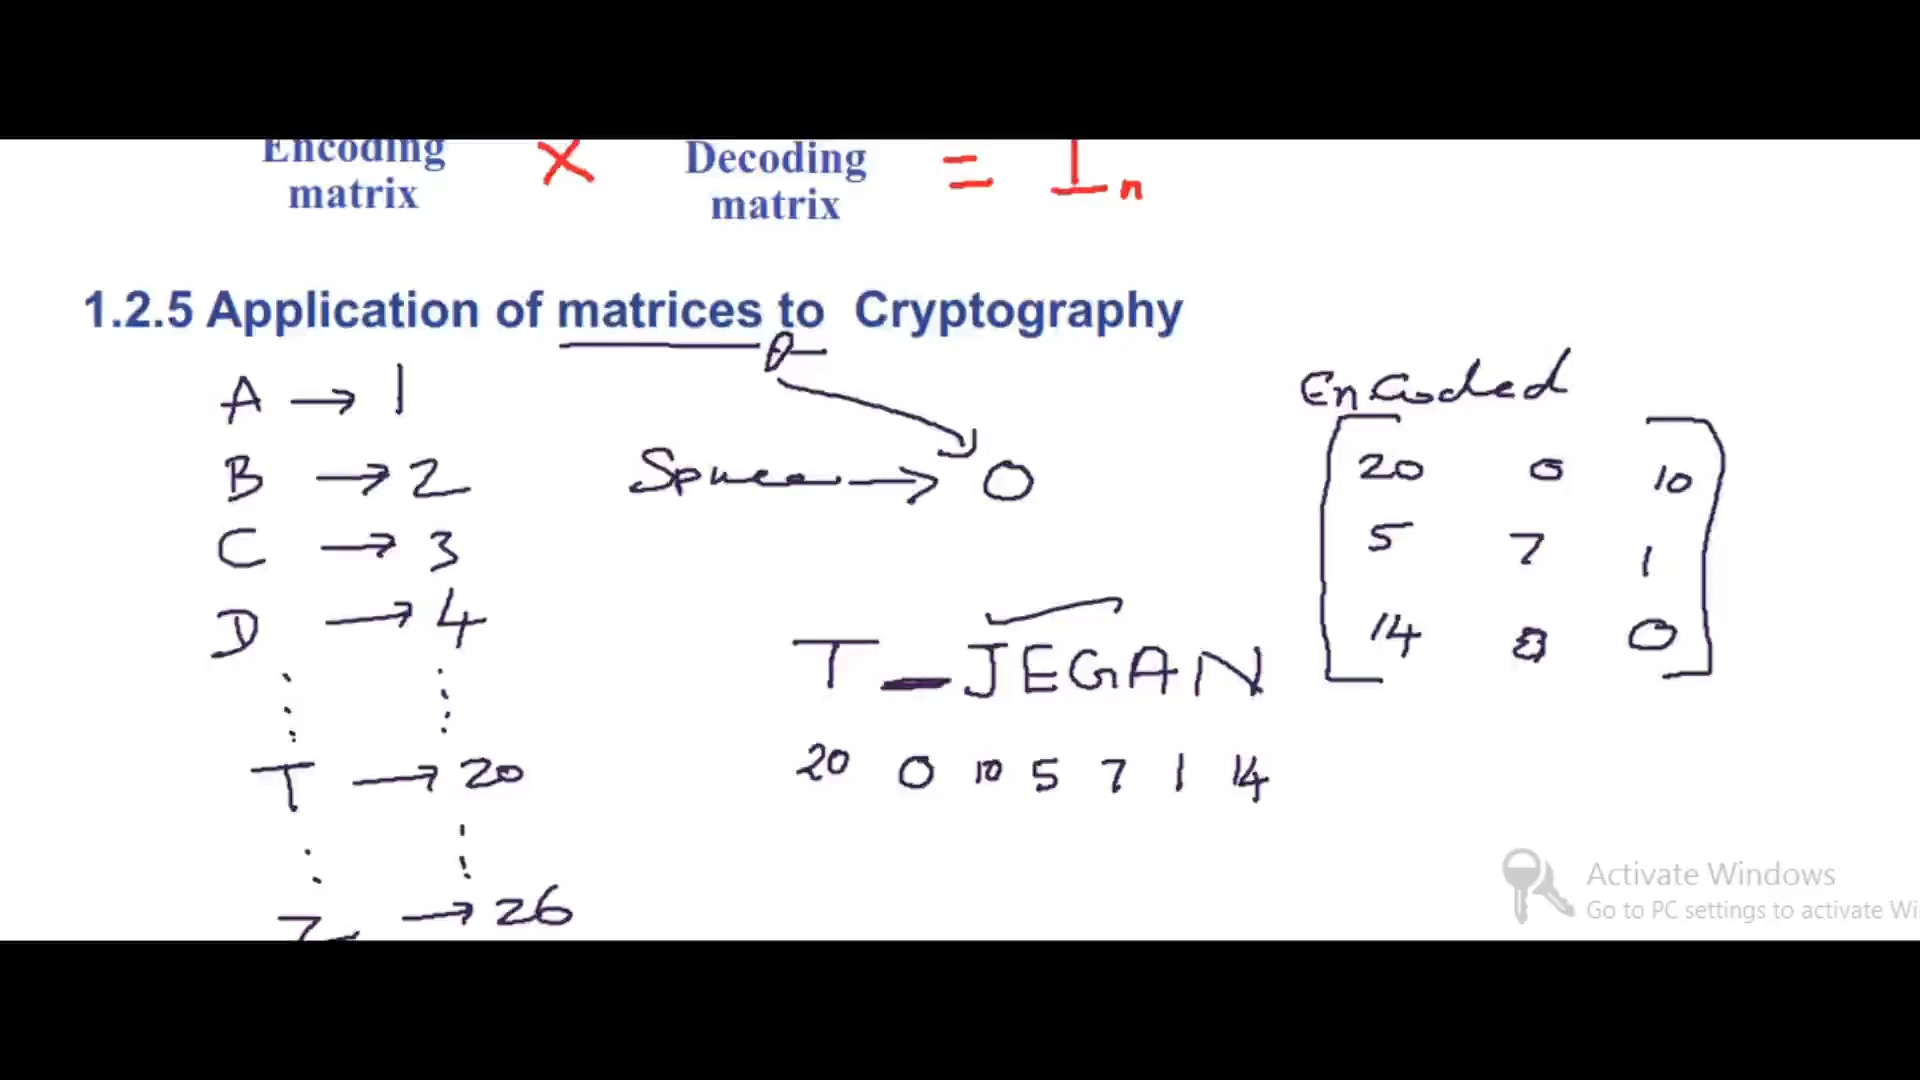 Encoding matrix × Decoding matrix = In
1.2.5 Application of matrices to Cryptography
A → 1
B → 2
C → 3
D → 4
T → 20
Z → 26
Space → 0
T_JEGAN
20 0 10 5 7 1 14
Encoded
20 0 10
5 7 1
14 0 0
Activate Windows
Go to PC settings to activate Wi